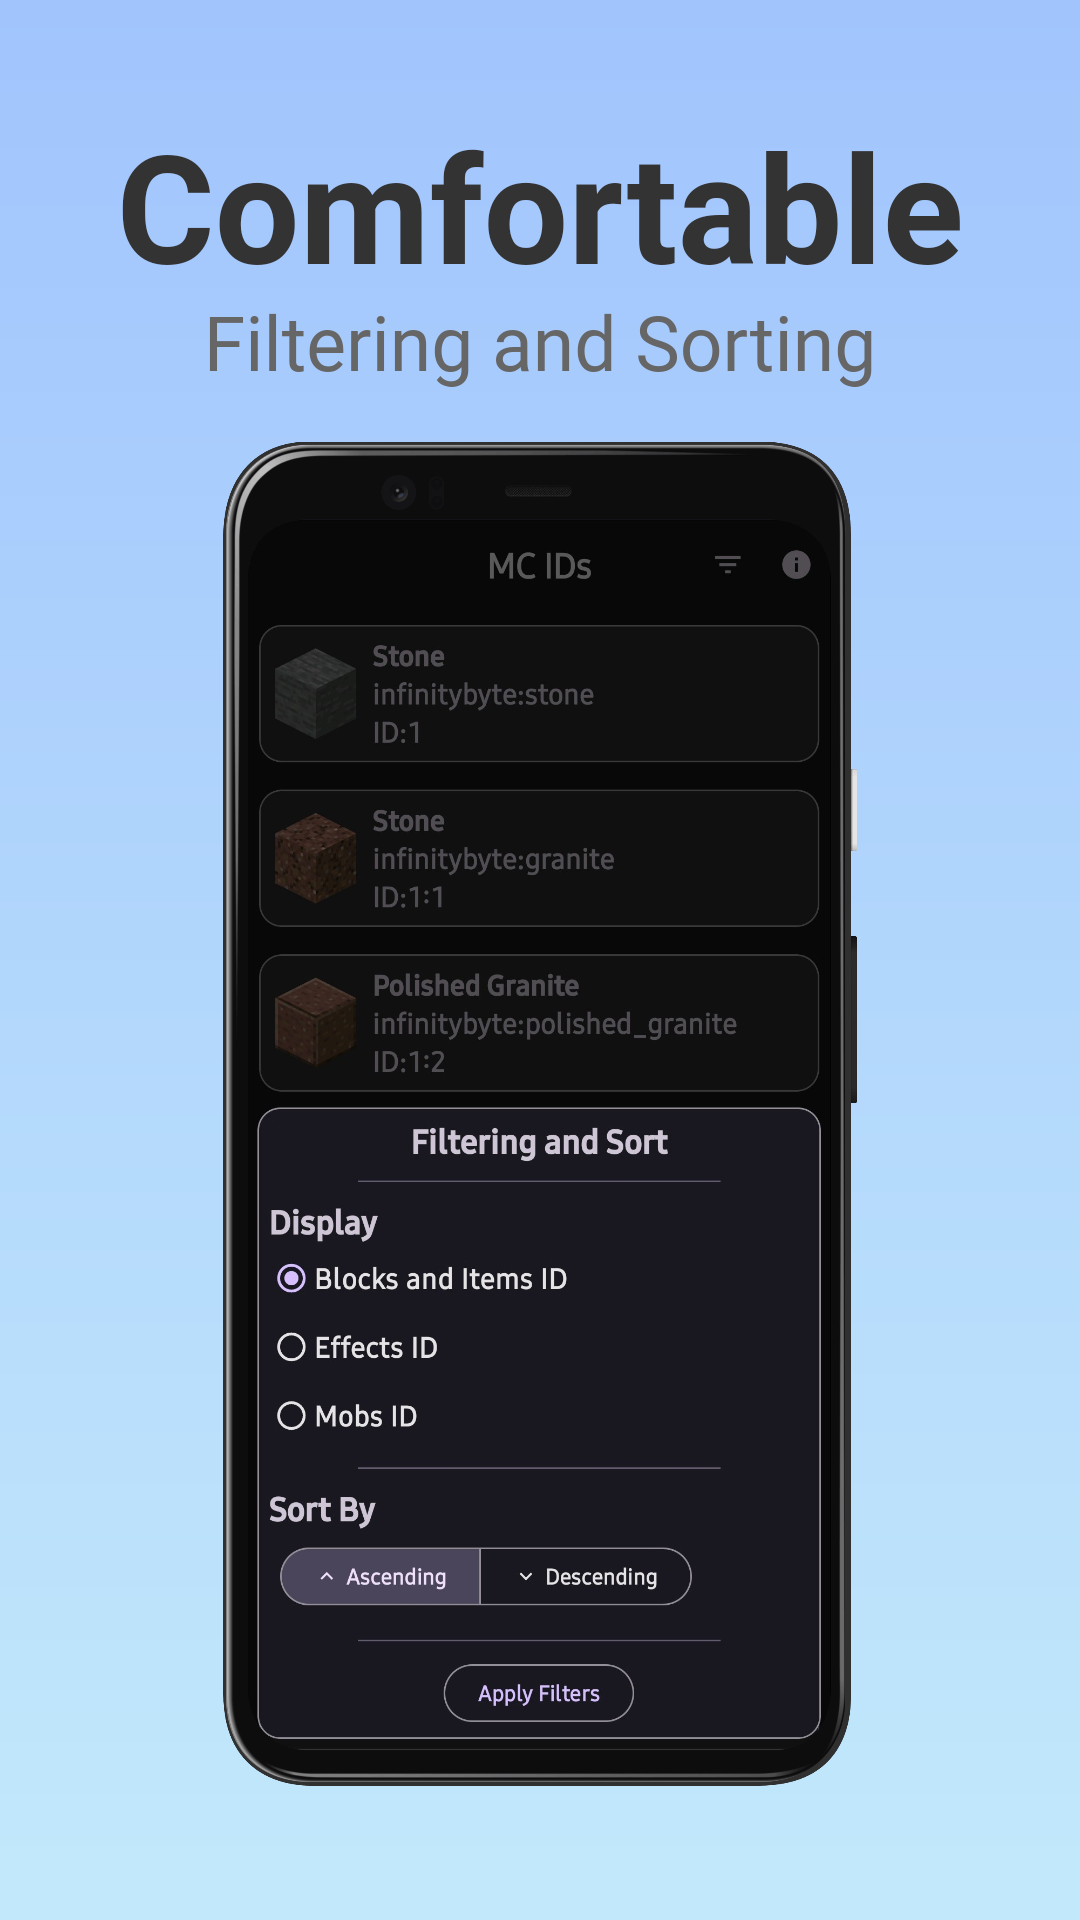 Comfortable
Filtering and Sorting
MC IDs
Stone
infinitybyte:stone
ID:1
Stone
infinitybyte:granite
ID:1:1
Polished Granite
infinitybyte:polished_granite
ID:1:2
Filtering and Sort
Display
Blocks and Items ID
Effects ID
Mobs ID
Sort By
Ascending Descending
Apply Filters